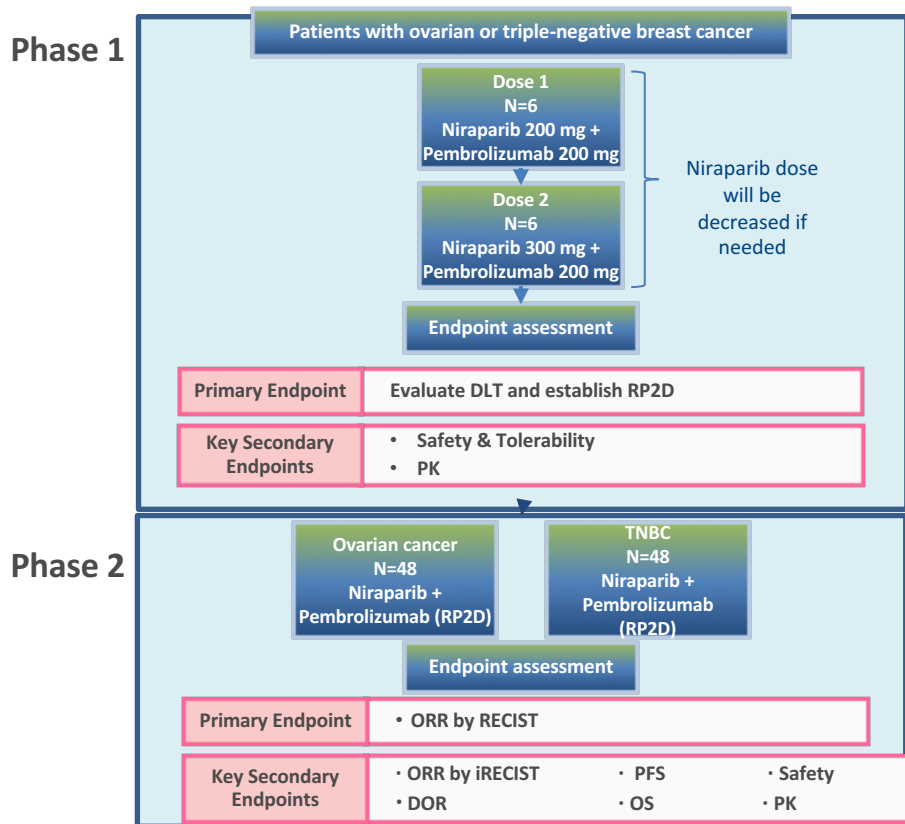 Phase 1
Patients with ovarian or triple-negative breast cancer
Dose 1
N=6
Niraparib 200 mg +
Pembrolizumab 200 mg
Dose 2
N=6
Niraparib 300 mg +
Pembrolizumab 200 mg
Niraparib dose
will be
decreased if
needed
Endpoint assessment
Primary Endpoint
Evaluate DLT and establish RP2D
Key Secondary
Endpoints
• Safety & Tolerability
• PK
Phase 2
Ovarian cancer
N=48
Niraparib +
Pembrolizumab (RP2D)
TNBC
N=48
Niraparib +
Pembrolizumab
(RP2D)
Endpoint assessment
Primary Endpoint
• ORR by RECIST
Key Secondary
Endpoints
· ORR by iRECIST · PFS · Safety
· DOR · OS · PK